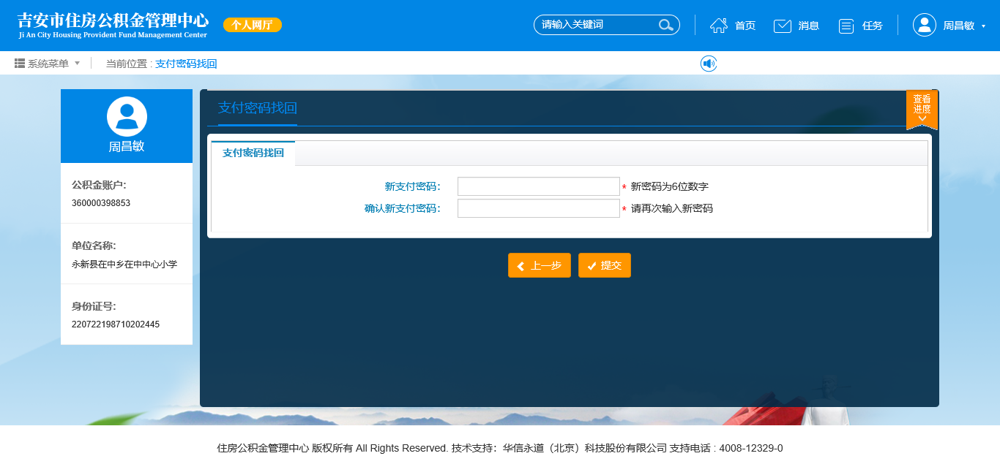 吉安市住房公积金管理中心
Ji An City Housing Provident Fund Management Center
个人网厅
请输入关键词
首页
消息
任务
周昌敏
系统菜单
当前位置 : 支付密码找回
周昌敏
公积金账户:
360000398853
单位名称:
永新县在中乡在中中心小学
身份证号:
220722198710202445
支付密码找回
查看
进度
支付密码找回
新支付密码:
* 新密码为6位数字
确认新支付密码:
* 请再次输入新密码
上一步
提交
住房公积金管理中心 版权所有 All Rights Reserved. 技术支持：华信永道（北京）科技股份有限公司 支持电话 : 4008-12329-0